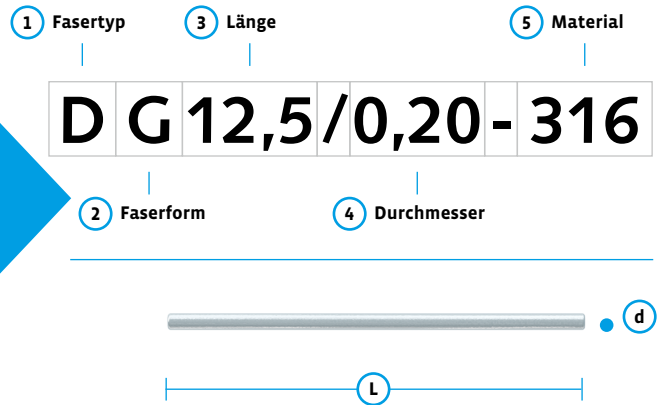 1 Fasertyp 3 Länge 5 Material
D G 12,5 / 0,20 - 316
2 Faserform 4 Durchmesser
d
L